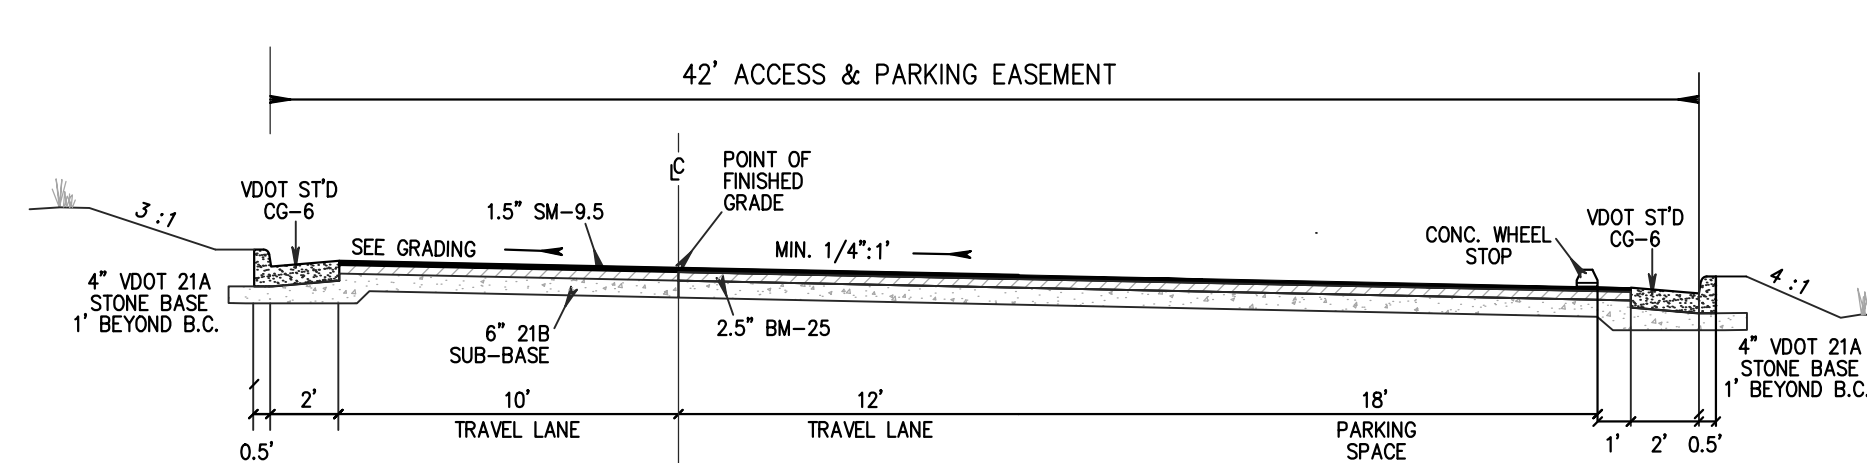 42' ACCESS & PARKING EASEMENT
VDOT ST'D
CG-6
3 :1
1.5" SM-9.5
SEE GRADING
℄
POINT OF
FINISHED
GRADE
MIN. 1/4":1'
CONC. WHEEL
STOP
VDOT ST'D
CG-6
4 :1
4" VDOT 21A
STONE BASE
1' BEYOND B.C.
6" 21B
SUB-BASE
2.5" BM-25
4" VDOT 21A
STONE BASE
1' BEYOND B.C.
0.5'
2'
10'
TRAVEL LANE
12'
TRAVEL LANE
18'
PARKING
SPACE
1'
2'
0.5'